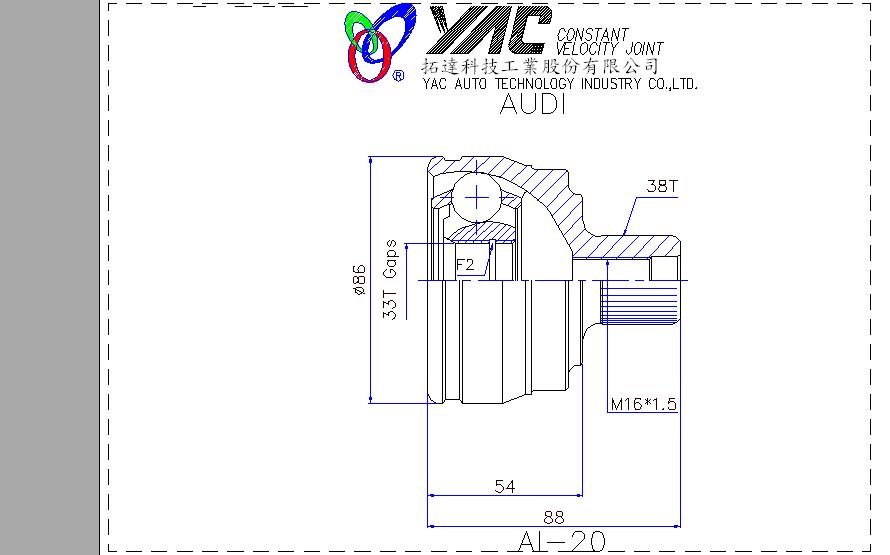 YAC CONSTANT
VELOCITY JOINT
拓達科技工業股份有限公司
® YAC AUTO TECHNOLOGY INDUSTRY CO.,LTD.
AUDI
38T
F2
Ø86
33T Gaps
M16*1.5
54
88
AI-20